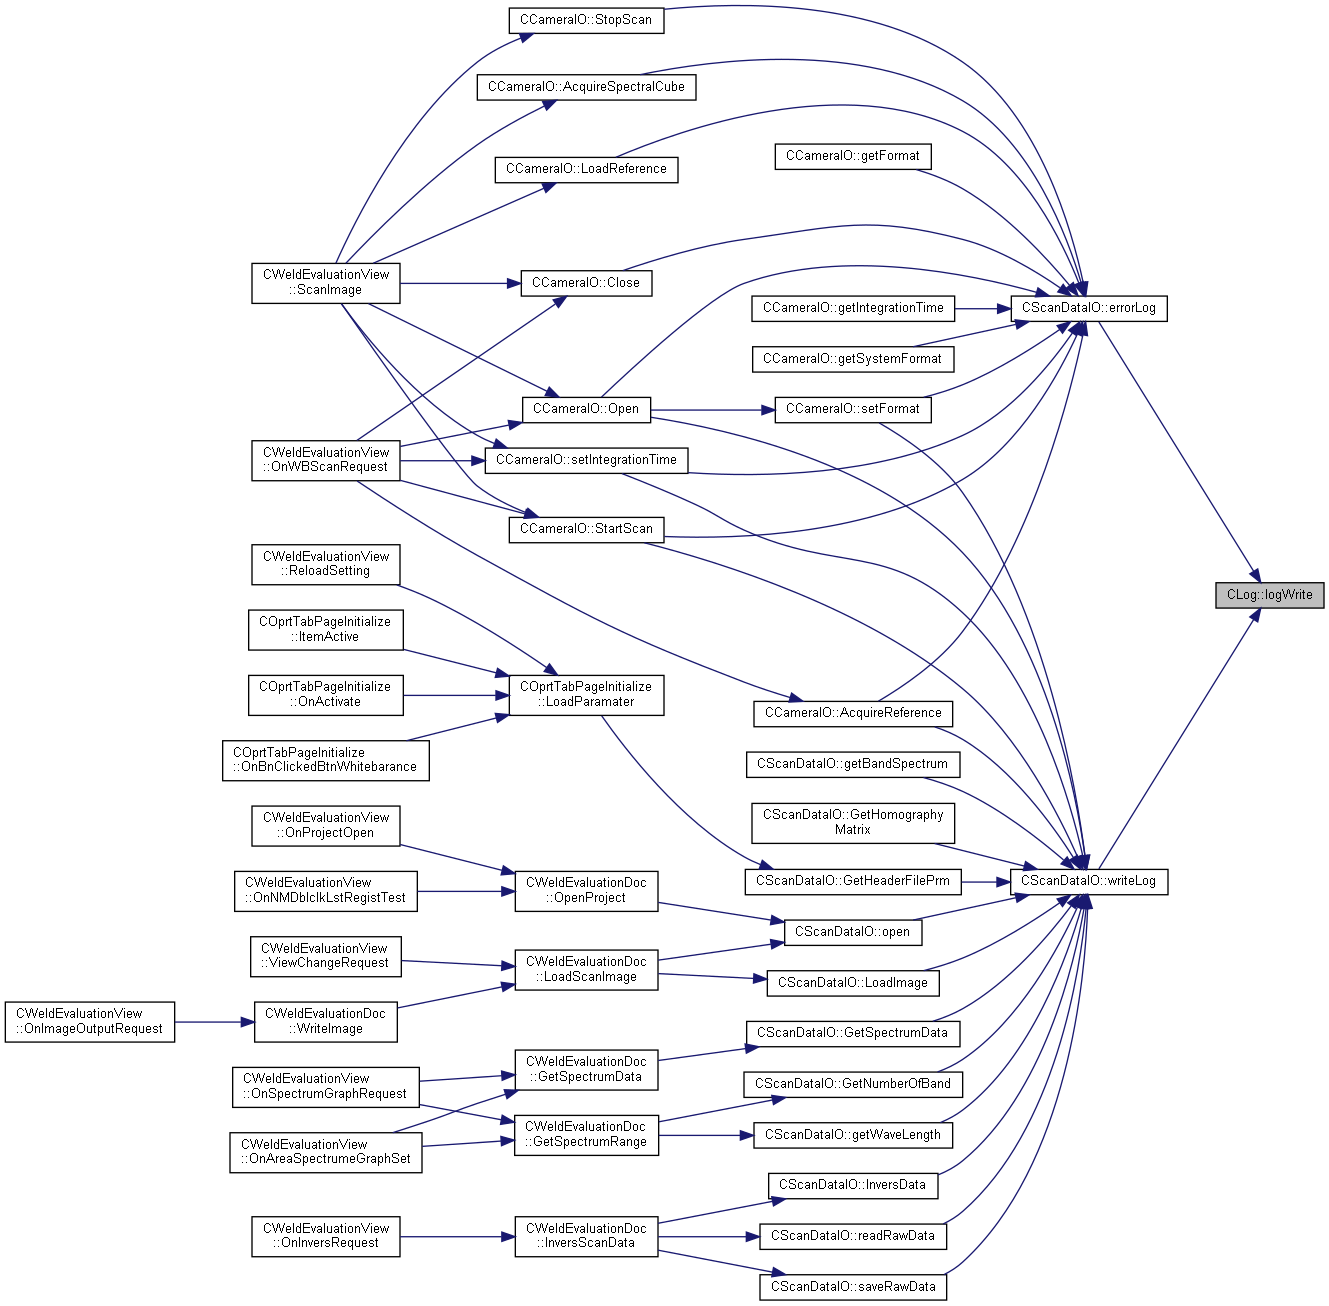 CCameraIO::StopScan
CCameraIO::AcquireSpectralCube
CCameraIO::getFormat
CCameraIO::LoadReference
CWeldEvaluationView
::ScanImage
CCameraIO::Close
CCameraIO::getIntegrationTime
CScanDataIO::errorLog
CCameraIO::getSystemFormat
CCameraIO::Open
CCameraIO::setFormat
CWeldEvaluationView
::OnWBScanRequest
CCameraIO::setIntegrationTime
CCameraIO::StartScan
CWeldEvaluationView
::ReloadSetting
CLog::logWrite
COprtTabPageInitialize
::ItemActive
COprtTabPageInitialize
::OnActivate
COprtTabPageInitialize
::LoadParamater
CCameraIO::AcquireReference
COprtTabPageInitialize
::OnBnClickedBtnWhitebarance
CScanDataIO::getBandSpectrum
CScanDataIO::GetHomography
Matrix
CWeldEvaluationView
::OnProjectOpen
CWeldEvaluationView
::OnNMDblclkLstRegistTest
CWeldEvaluationDoc
::OpenProject
CScanDataIO::GetHeaderFilePrm
CScanDataIO::writeLog
CScanDataIO::open
CWeldEvaluationView
::ViewChangeRequest
CWeldEvaluationDoc
::LoadScanImage
CScanDataIO::LoadImage
CWeldEvaluationView
::OnImageOutputRequest
CWeldEvaluationDoc
::WriteImage
CScanDataIO::GetSpectrumData
CWeldEvaluationDoc
::GetSpectrumData
CWeldEvaluationView
::OnSpectrumGraphRequest
CScanDataIO::GetNumberOfBand
CWeldEvaluationDoc
::GetSpectrumRange
CScanDataIO::getWaveLength
CWeldEvaluationView
::OnAreaSpectrumeGraphSet
CScanDataIO::InversData
CWeldEvaluationView
::OnInversRequest
CWeldEvaluationDoc
::InversScanData
CScanDataIO::readRawData
CScanDataIO::saveRawData